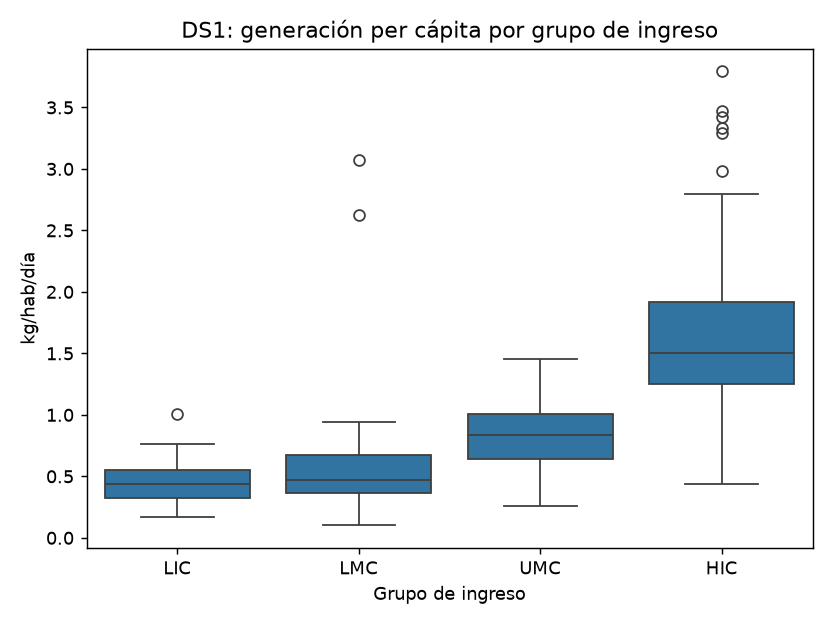 DS1: generación per cápita por grupo de ingreso
kg/hab/día
3.5
3.0
2.5
2.0
1.5
1.0
0.5
0.0
LIC LMC UMC HIC
Grupo de ingreso